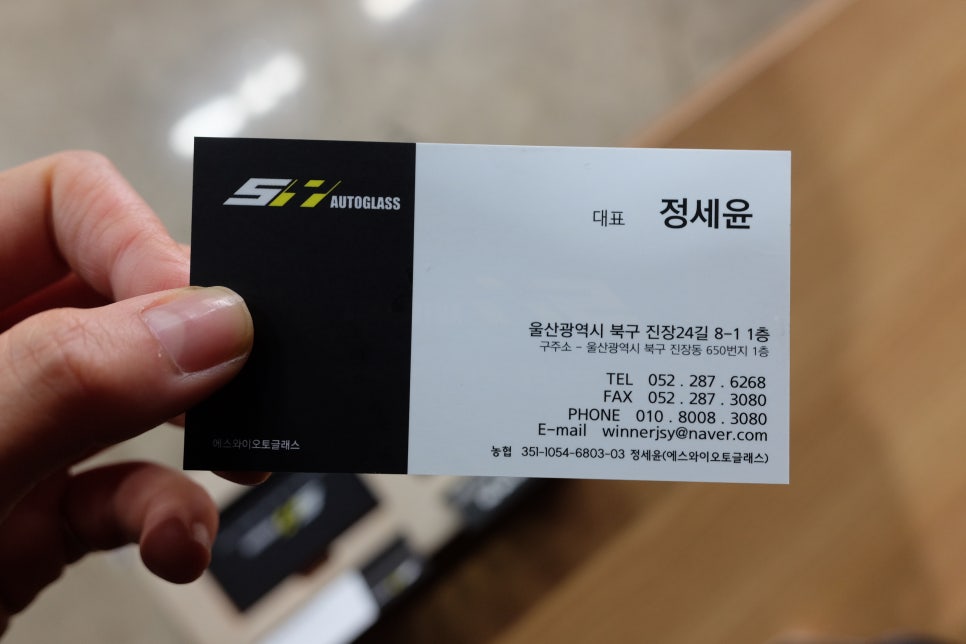 SY AUTOGLASS
대표 정세윤
울산광역시 북구 진장24길 8-1 1층
구주소 - 울산광역시 북구 진장동 650번지 1층
TEL 052 . 287 . 6268
FAX 052 . 287 . 3080
PHONE 010 . 8008 . 3080
E-mail winnerjsy@naver.com
농협 351-1054-6803-03 정세윤(에스와이오토글래스)
에스와이오토글래스